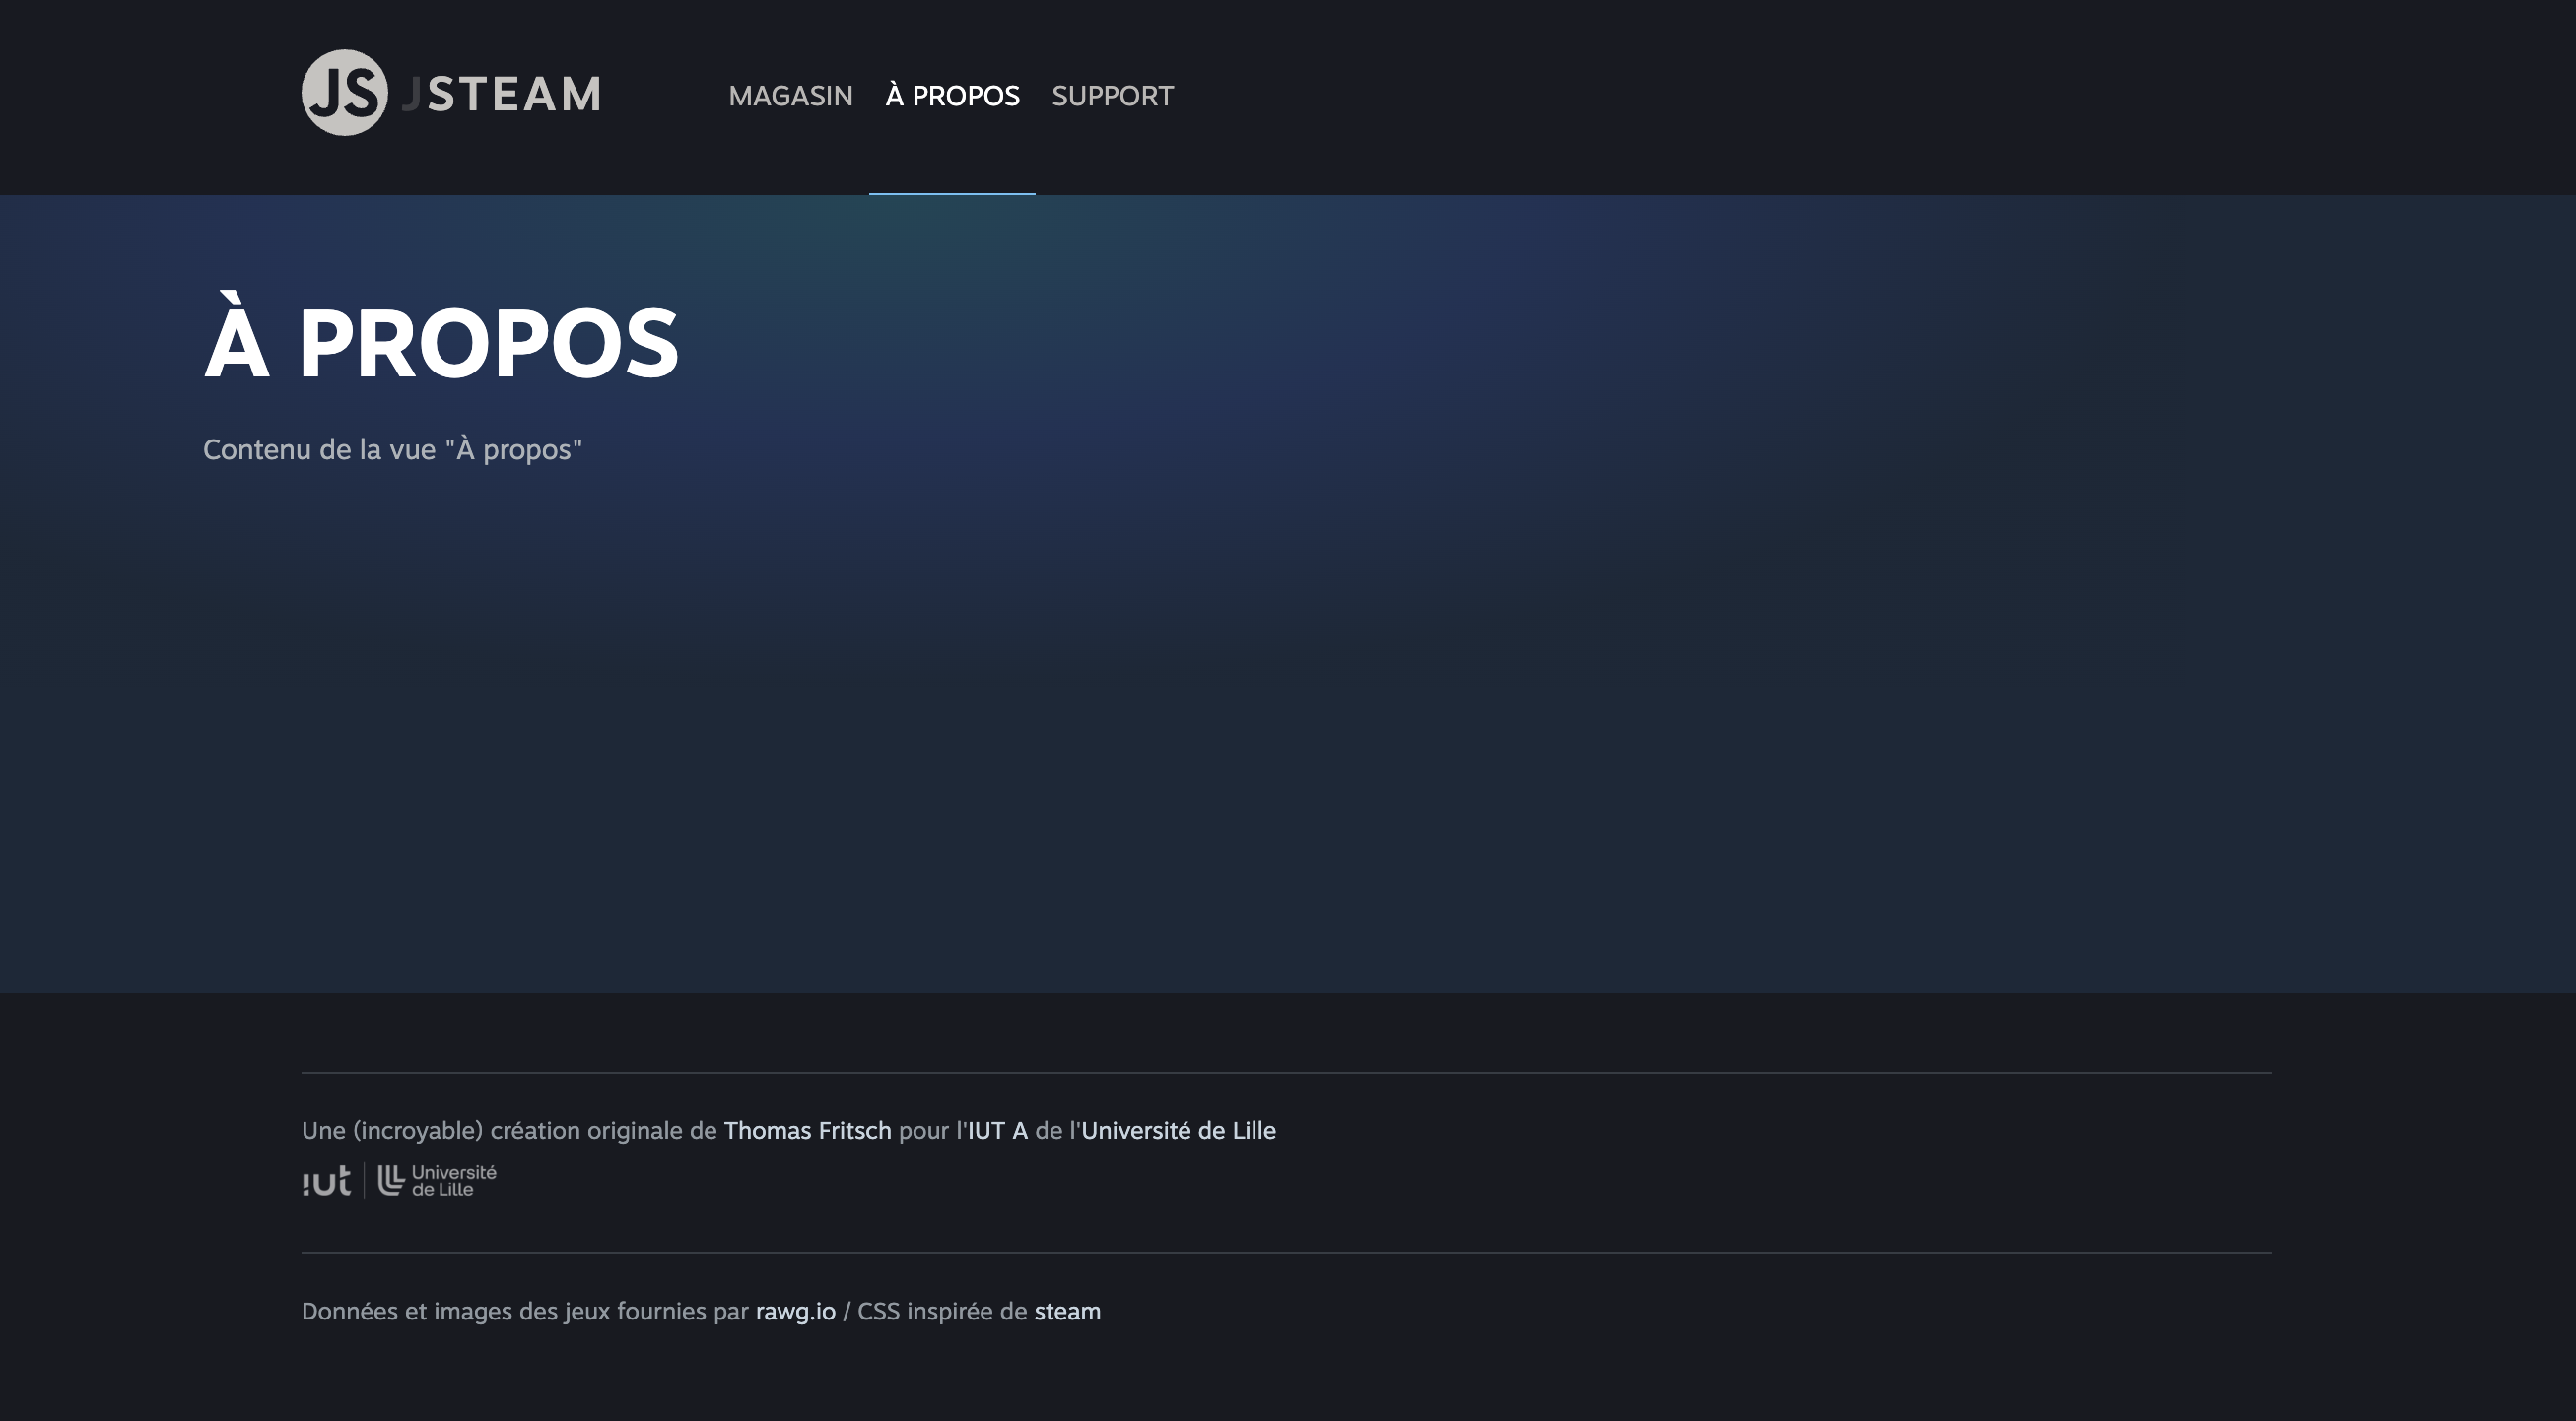 JS JSTEAM
MAGASIN À PROPOS SUPPORT
À PROPOS
Contenu de la vue "À propos"
Une (incroyable) création originale de Thomas Fritsch pour l'IUT A de l'Université de Lille
iut Université
de Lille
Données et images des jeux fournies par rawg.io / CSS inspirée de steam